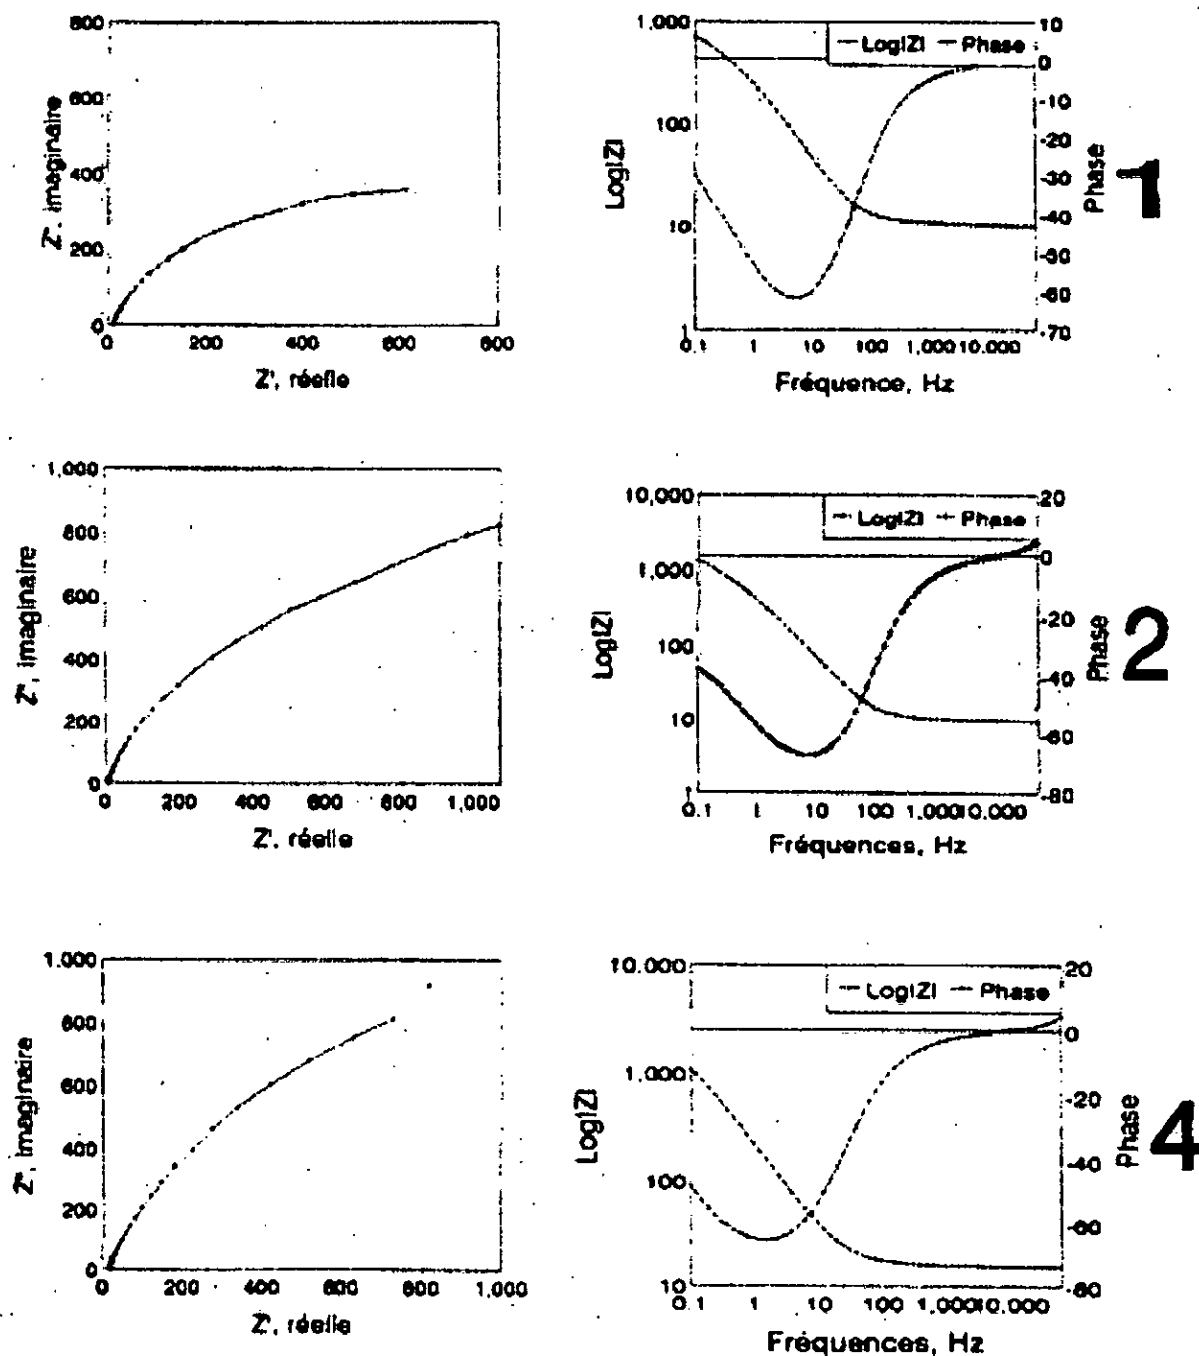 800
600
400
200
0
Z", imaginaire
0 200 400 600 800
Z', réelle
1,000
100
10
1
Log|Z|
Log|Z| Phase
10
0
-10
-20
-30
-40
-50
-60
-70
Phase
0.1 1 10 100 1,000 10.000
Fréquence, Hz
1
1,000
800
600
400
200
0
Z", imaginaire
0 200 400 600 800 1,000
Z', réelle
10,000
1,000
100
10
1
Log|Z|
Log|Z| Phase
20
0
-20
-40
-60
-80
Phase
0.1 1 10 100 1.000 10.000
Fréquences, Hz
2
1.000
800
600
400
200
0
Z", imaginaire
0 200 400 600 800 1,000
Z', réelle
10.000
1,000
100
10
Log|Z|
Log|Z| Phase
20
0
-20
-40
-60
-80
Phase
0.1 1 10 100 1,000 10.000
Fréquences, Hz
4